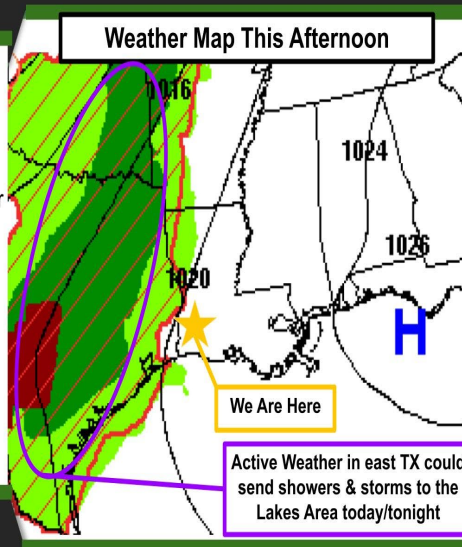 Weather Map This Afternoon
1016
1024
1026
1020
H
We Are Here
Active Weather in east TX could
send showers & storms to the
Lakes Area today/tonight